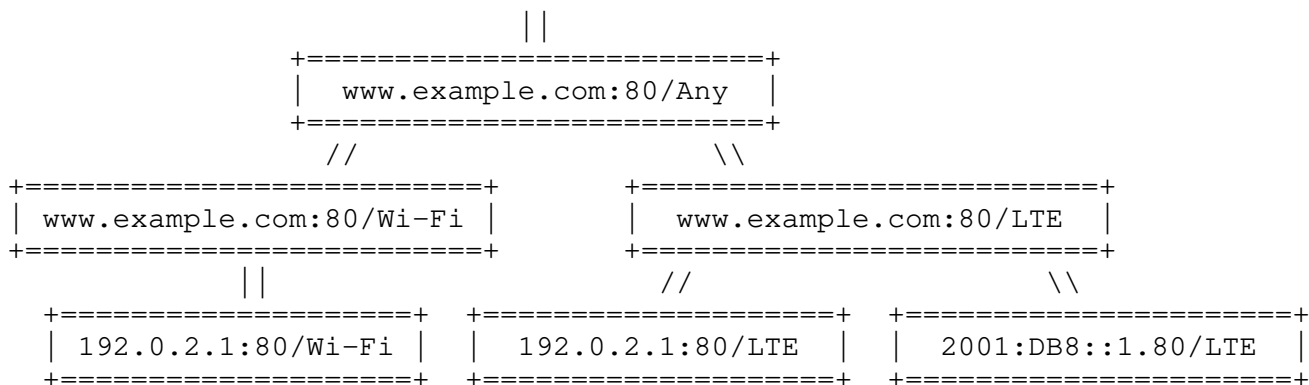 ||
+==========================+
| www.example.com:80/Any |
+==========================+
// \\
+==========================+ +==========================+
| www.example.com:80/Wi-Fi | | www.example.com:80/LTE |
+==========================+ +==========================+
|| // \\
+====================+ +====================+ +======================+
| 192.0.2.1:80/Wi-Fi | | 192.0.2.1:80/LTE | | 2001:DB8::1.80/LTE |
+====================+ +====================+ +======================+